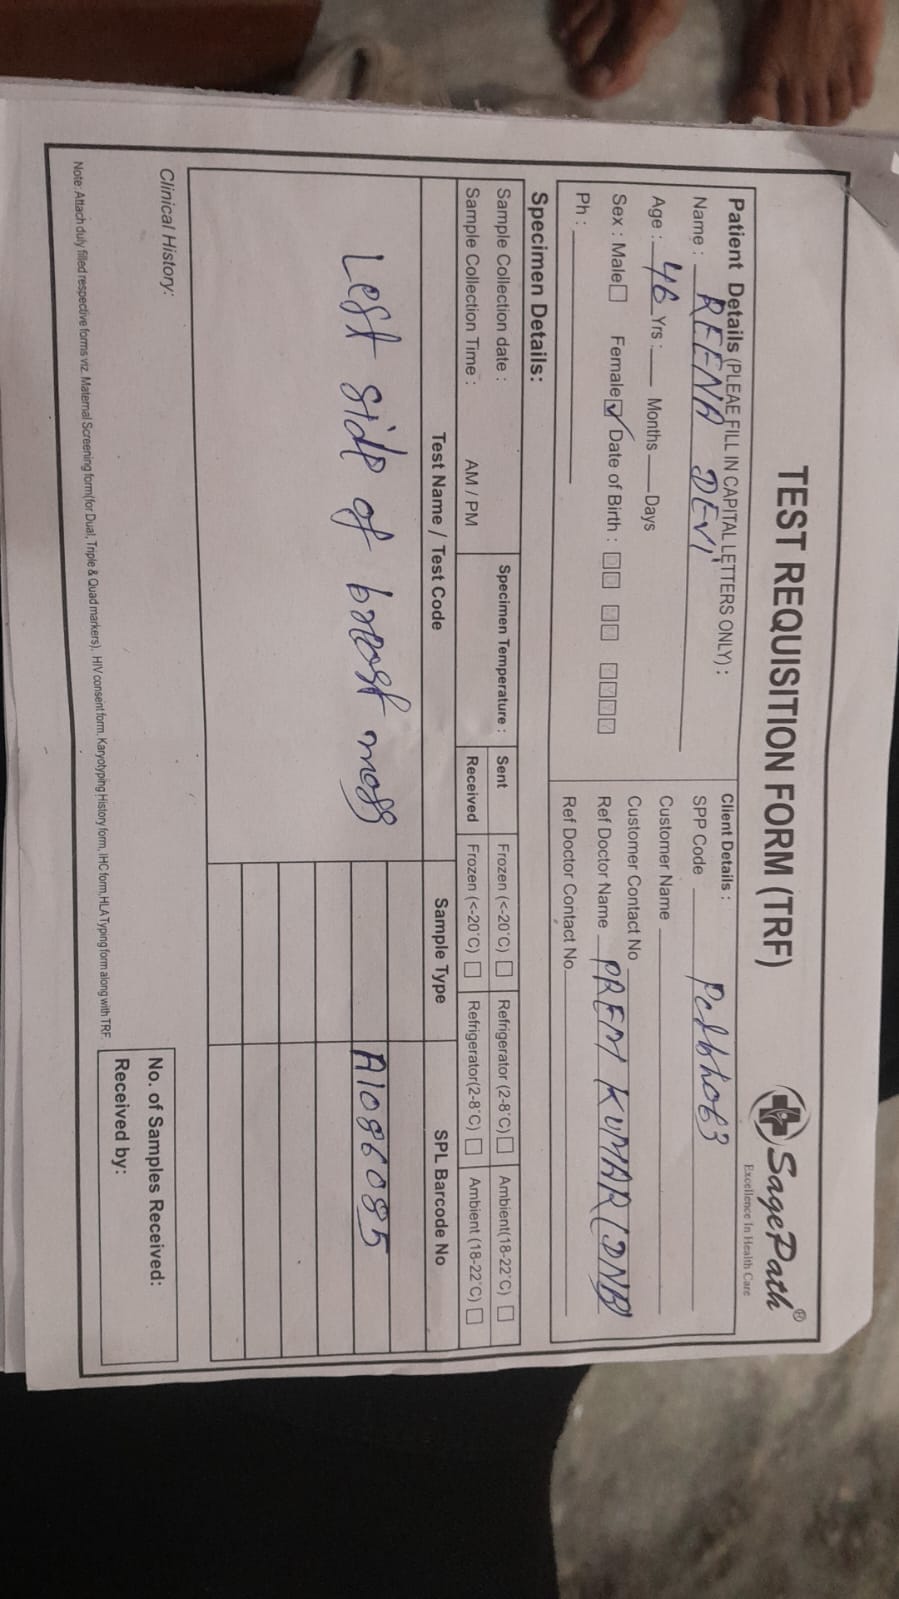 TEST REQUISITION FORM (TRF)
SagePath®
Excellence In Health Care
Patient Details (PLEAE FILL IN CAPITAL LETTERS ONLY) :
Name : REENA DEVI
Age : 46 Yrs : Months Days
Sex : Male Female Date of Birth :
Ph :
Client Details :
SPP Code
Customer Name
Customer Contact No
Ref Doctor Name PREM KUMAR (DNB)
Ref Doctor Contact No
Specimen Details:
Sample Collection date : Specimen Temperature : Sent Frozen (<-20°C) Refrigerator (2-8°C) Ambient(18-22°C)
Sample Collection Time : AM / PM Received Frozen (<-20°C) Refrigerator(2-8°C) Ambient (18-22°C)
Test Name / Test Code Sample Type SPL Barcode No
A1086085
Left side of breast mass
Clinical History:
No. of Samples Received:
Received by:
Note: Attach duly filled respective forms viz. Maternal Screening form(for Dual, Triple & Quad markers). HIV consent form, Karyotyping History form, IHC form, HLA Typing form along with TRF